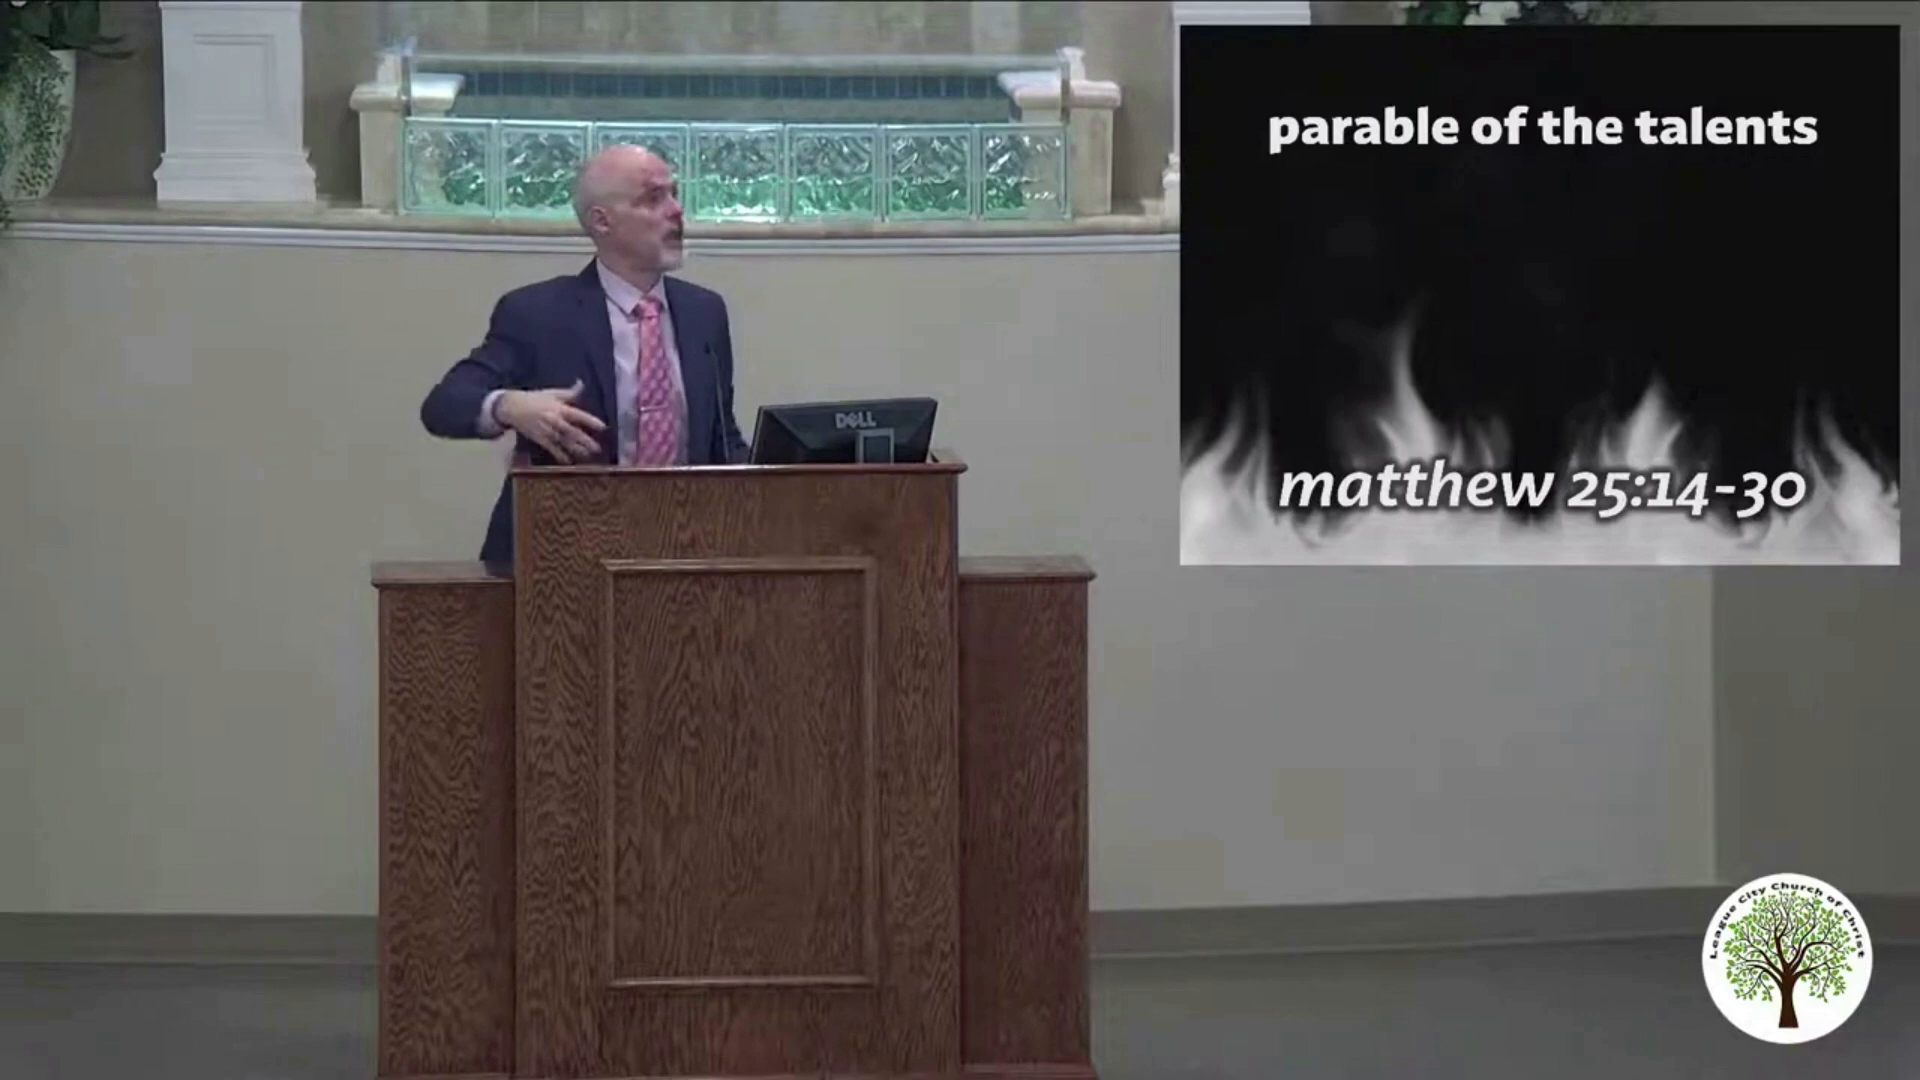 parable of the talents
matthew 25:14-30
DELL
League City Church of Christ